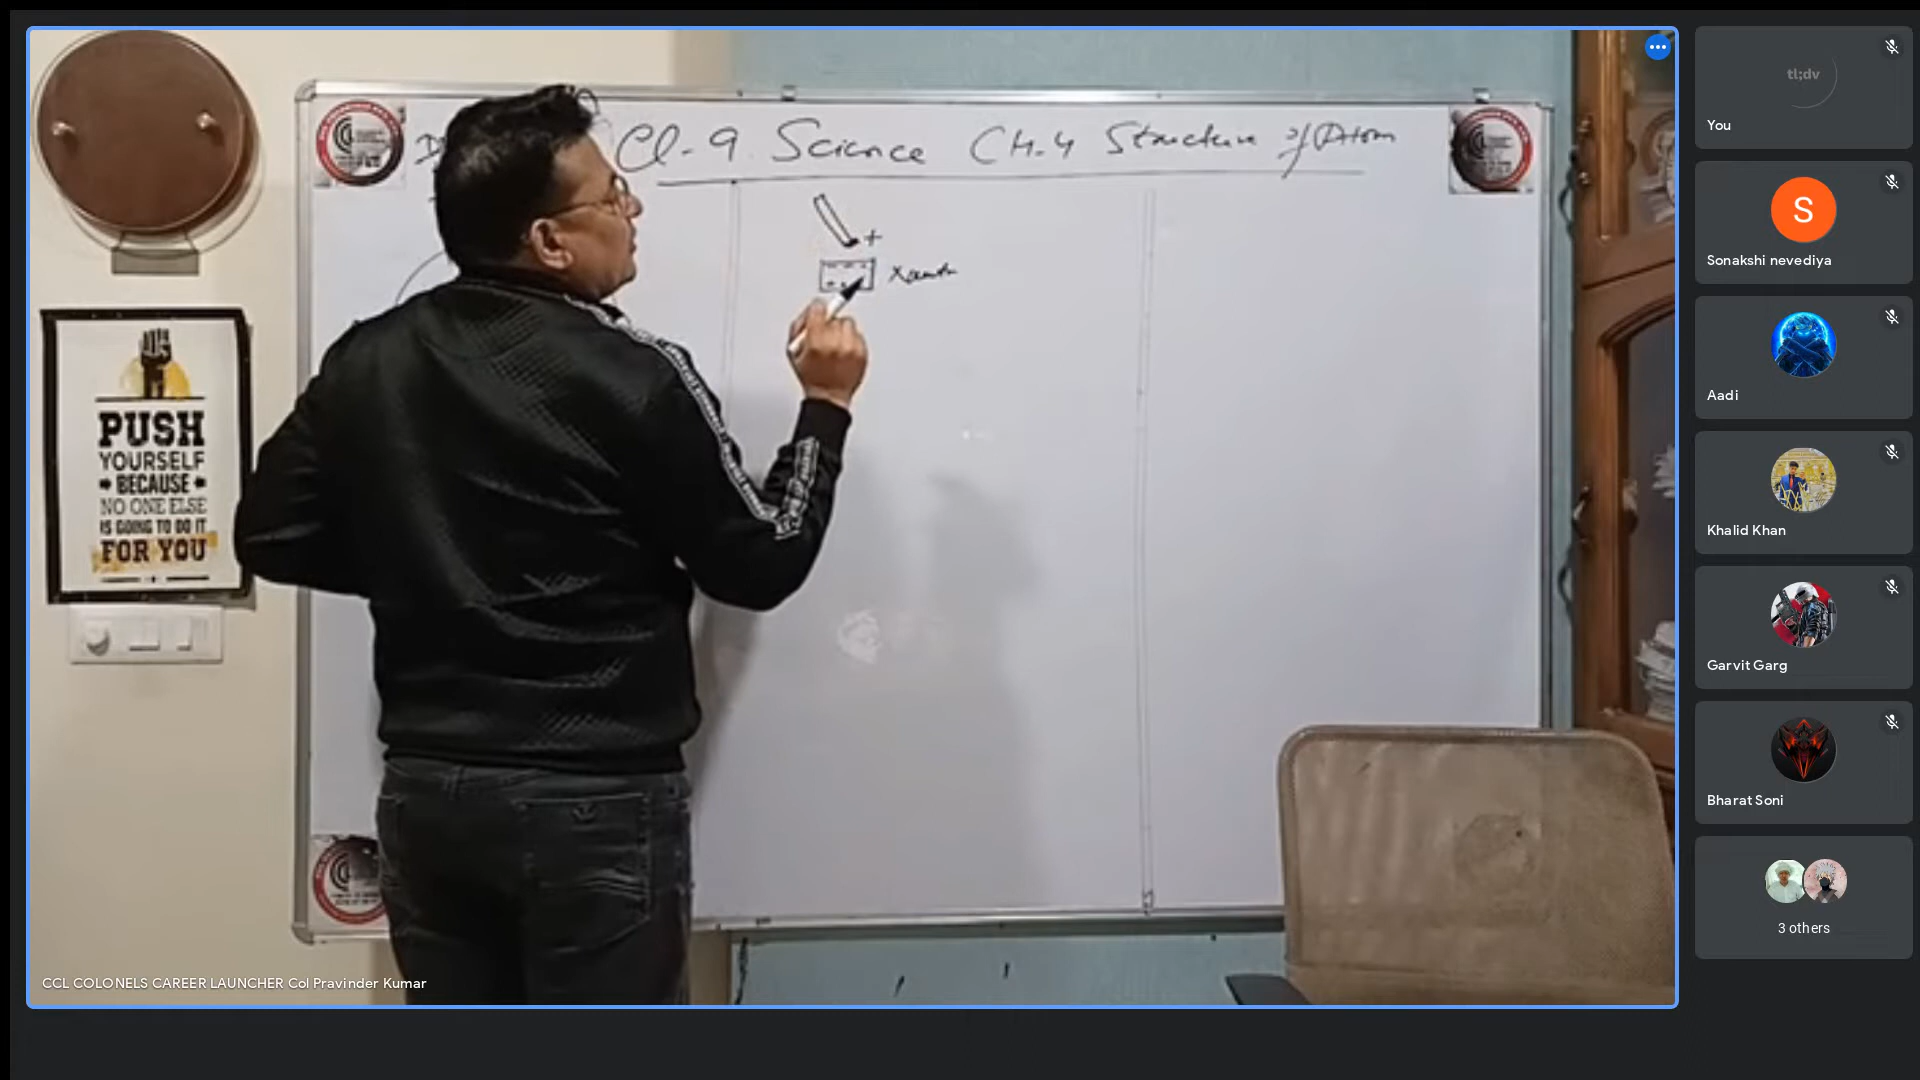 Cl-9 Science Ch.4 Structure of Atom
+
PUSH
YOURSELF
BECAUSE
NO ONE ELSE
IS GOING TO DO IT
FOR YOU
CCL COLONELS CAREER LAUNCHER Col Pravinder Kumar
tl;dv
You
S
Sonakshi nevediya
Aadi
Khalid Khan
Garvit Garg
Bharat Soni
3 others